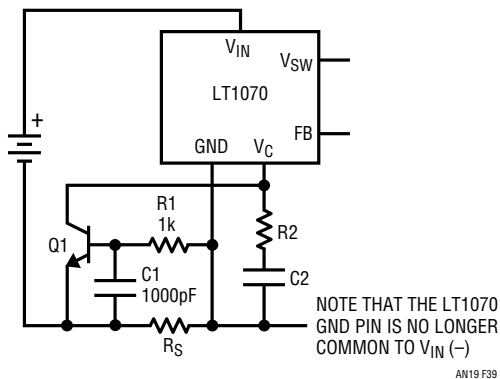 V_IN
V_SW
LT1070
FB
GND
V_C
R1
1k
R2
Q1
C1
1000pF
C2
+
R_S
NOTE THAT THE LT1070
GND PIN IS NO LONGER
COMMON TO V_IN (–)
AN19 F39